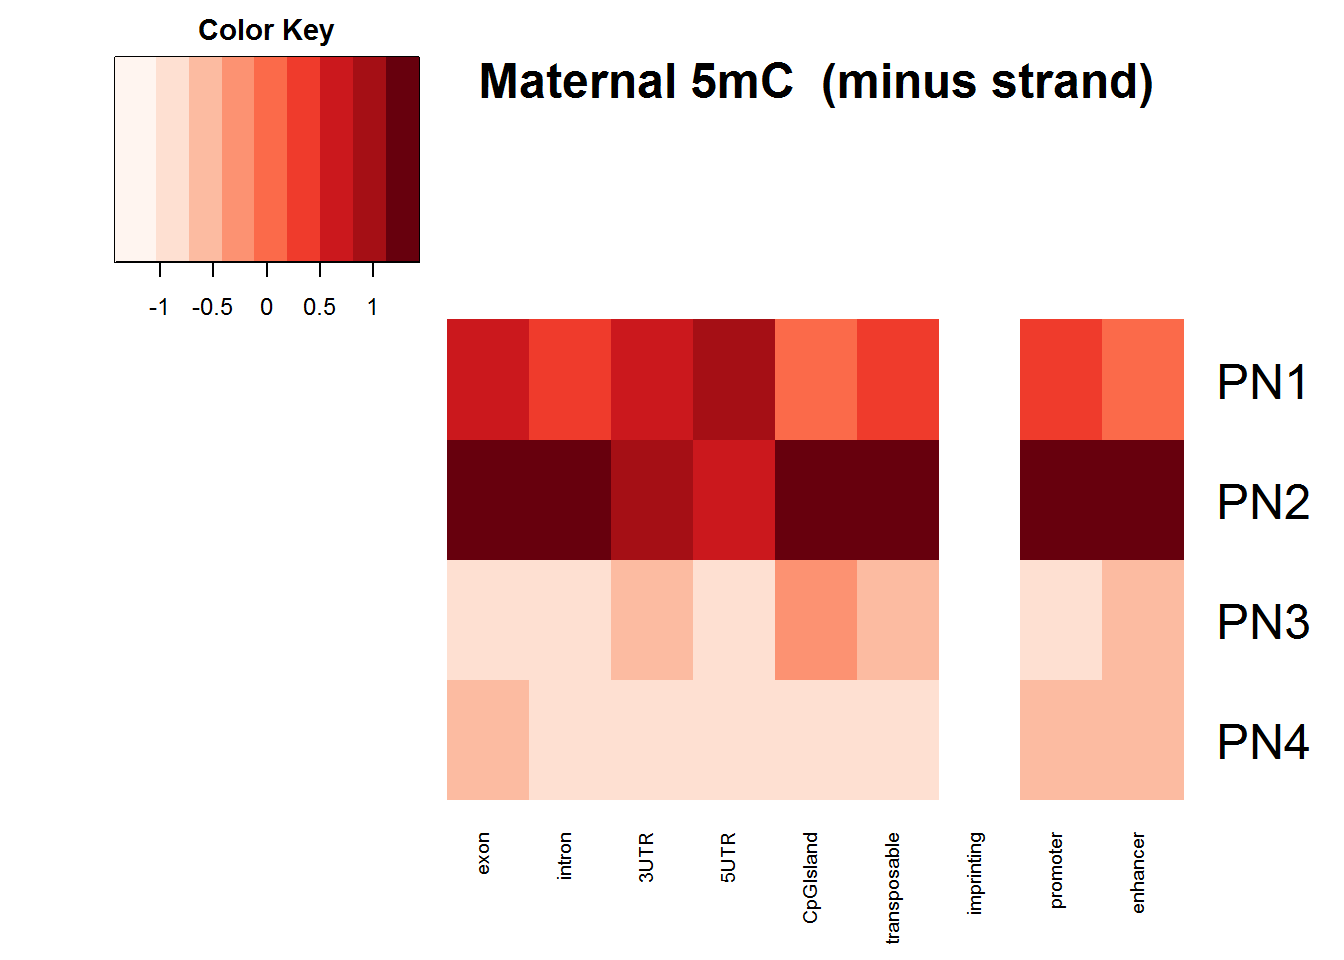 Color Key
Maternal 5mC  (minus strand)
-1 -0.5 0 0.5 1
PN1
PN2
PN3
PN4
exon
intron
3UTR
5UTR
CpGIsland
transposable
imprinting
promoter
enhancer